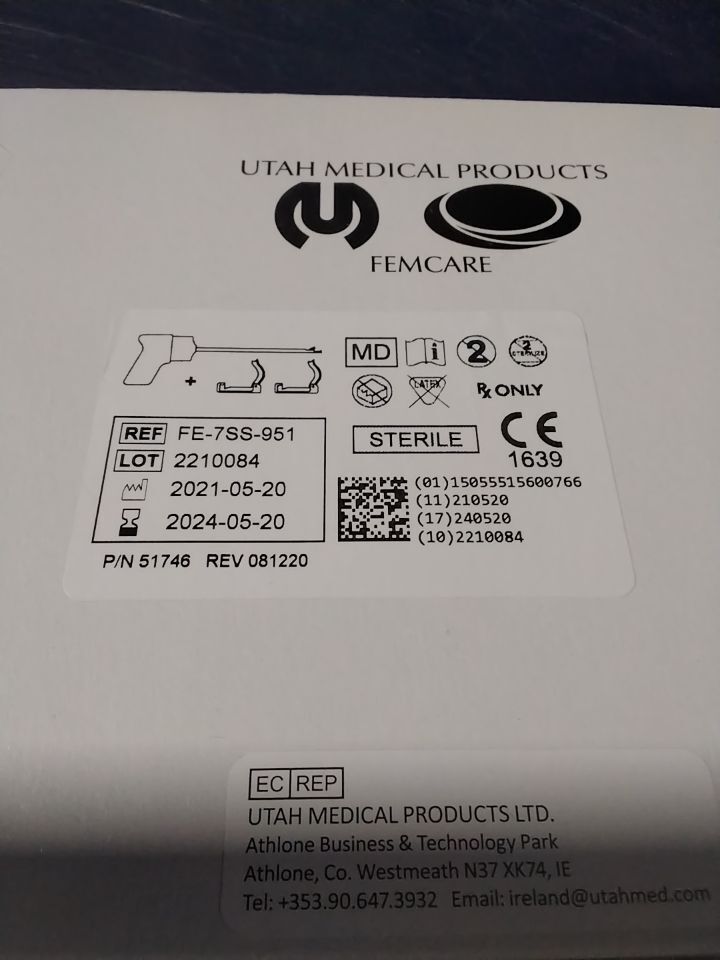 UTAH MEDICAL PRODUCTS
FEMCARE
MD
2
2
STERILIZE
LATEX
Rx ONLY
REF FE-7SS-951
LOT 2210084
2021-05-20
2024-05-20
STERILE
CE
1639
(01)15055515600766
(11)210520
(17)240520
(10)2210084
P/N 51746 REV 081220
EC REP
UTAH MEDICAL PRODUCTS LTD.
Athlone Business & Technology Park
Athlone, Co. Westmeath N37 XK74, IE
Tel: +353.90.647.3932 Email: ireland@utahmed.com